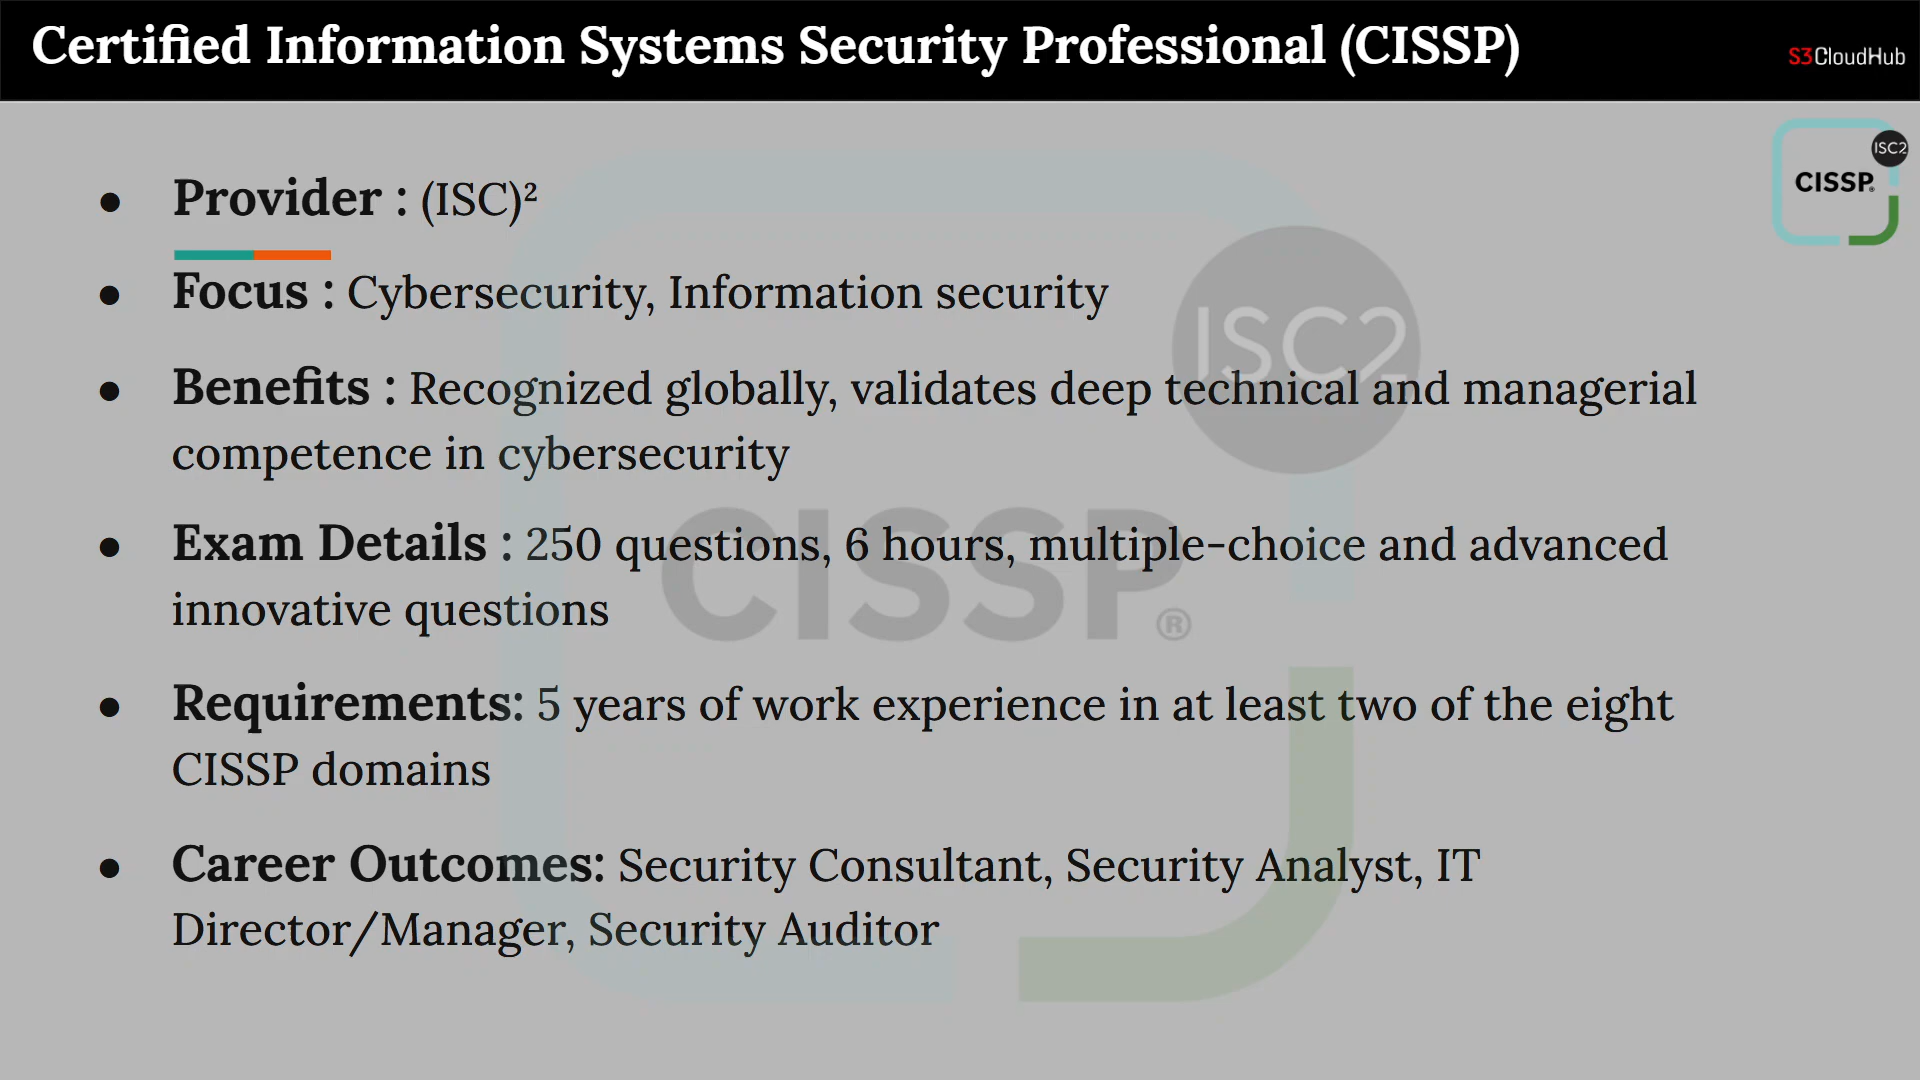 Certified Information Systems Security Professional (CISSP)
S3CloudHub
ISC2
CISSP®
● Provider : (ISC)²
● Focus : Cybersecurity, Information security
ISC2
● Benefits : Recognized globally, validates deep technical and managerial
competence in cybersecurity
● Exam Details : 250 questions, 6 hours, multiple-choice and advanced
innovative questions
CISSP®
● Requirements: 5 years of work experience in at least two of the eight
CISSP domains
● Career Outcomes: Security Consultant, Security Analyst, IT
Director/Manager, Security Auditor